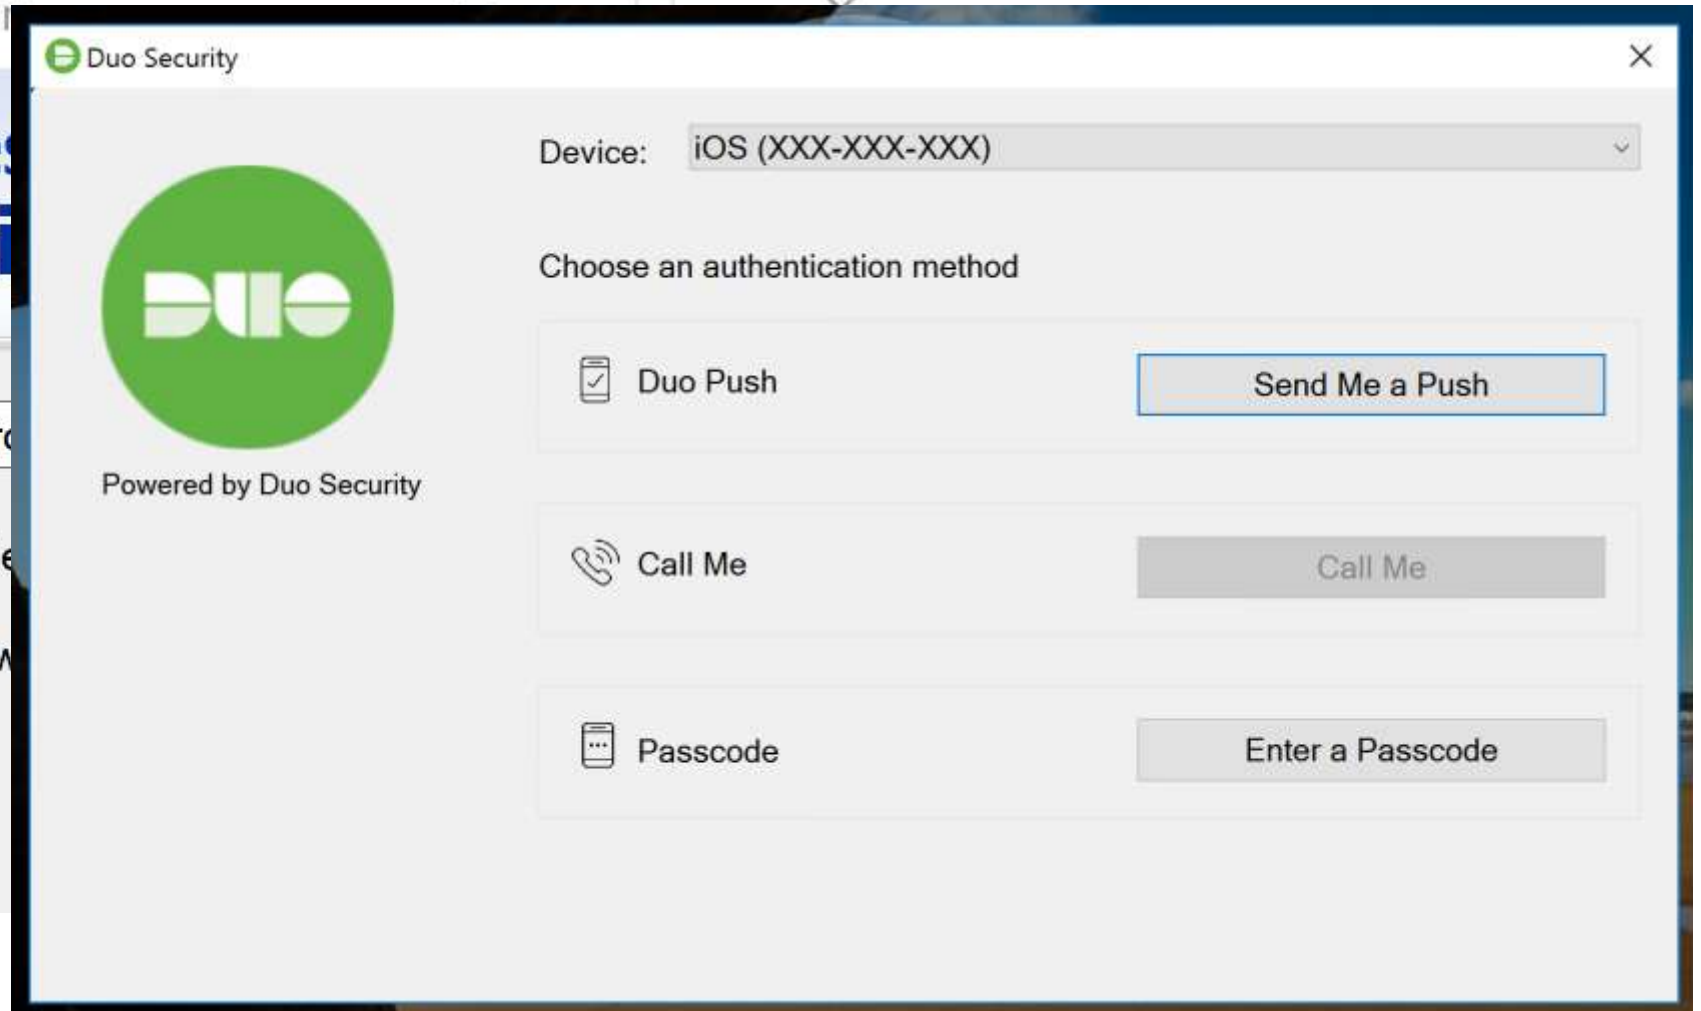 Duo Security
Device: iOS (XXX-XXX-XXX)
Choose an authentication method
DUO
Duo Push Send Me a Push
Powered by Duo Security
Call Me Call Me
Passcode Enter a Passcode